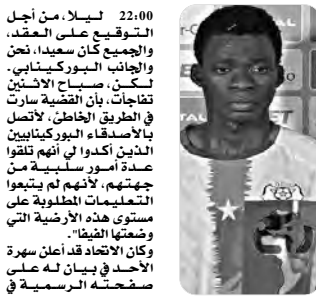 22:00 ليلا، من أجل
التوقيع على العقد،
والجميع كان سعيدا، نحن
والجانب البوركينابي.
لكن، صباح الاثنين
تفاجأت، بأن القضية سارت
في الطريق الخاطئ، لأتصل
بالأصدقاء البوركينابيين
الذين أكدوا لي أنهم تلقوا
عدة أمور سلبية من
جهتهم، لأنهم لم يتبعوا
التعليمات المطلوبة على
مستوى هذه الأرضية التي
وضعتها الفيفا".
وكان الاتحاد قد أعلن سهرة
الأحد في بيان له على
صفحته الرسمية في